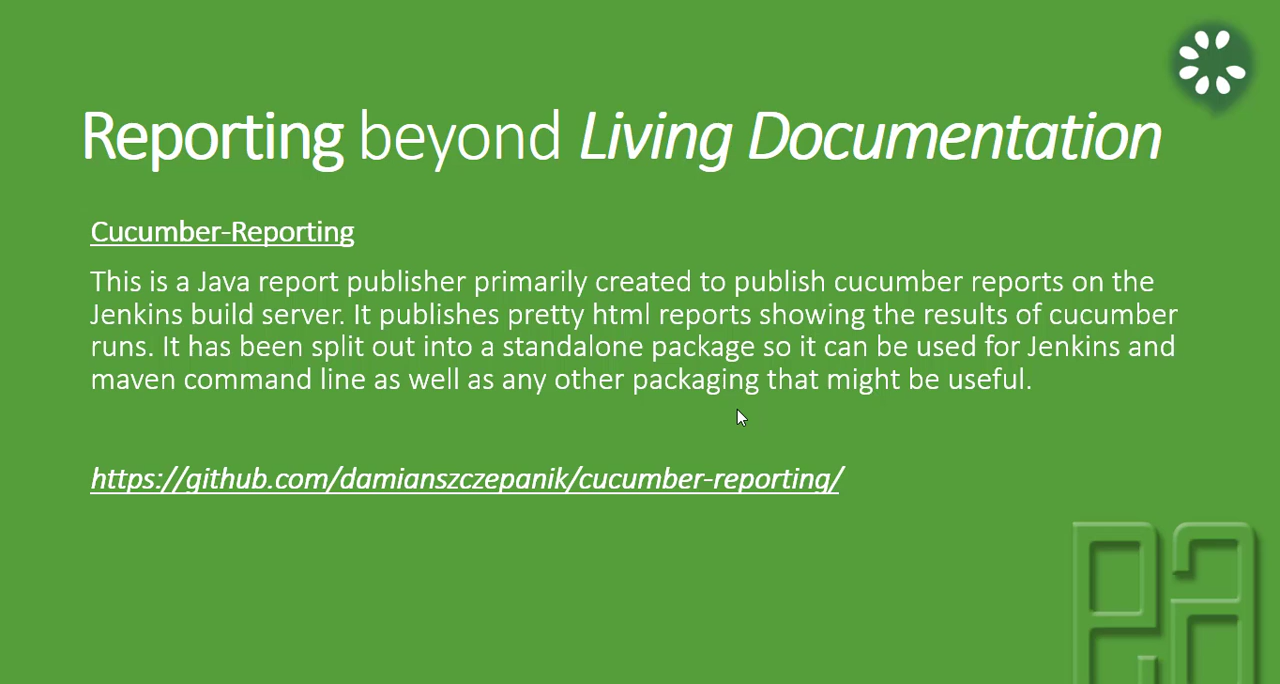 Reporting beyond Living Documentation
Cucumber-Reporting
This is a Java report publisher primarily created to publish cucumber reports on the
Jenkins build server. It publishes pretty html reports showing the results of cucumber
runs. It has been split out into a standalone package so it can be used for Jenkins and
maven command line as well as any other packaging that might be useful.
https://github.com/damianszczepanik/cucumber-reporting/